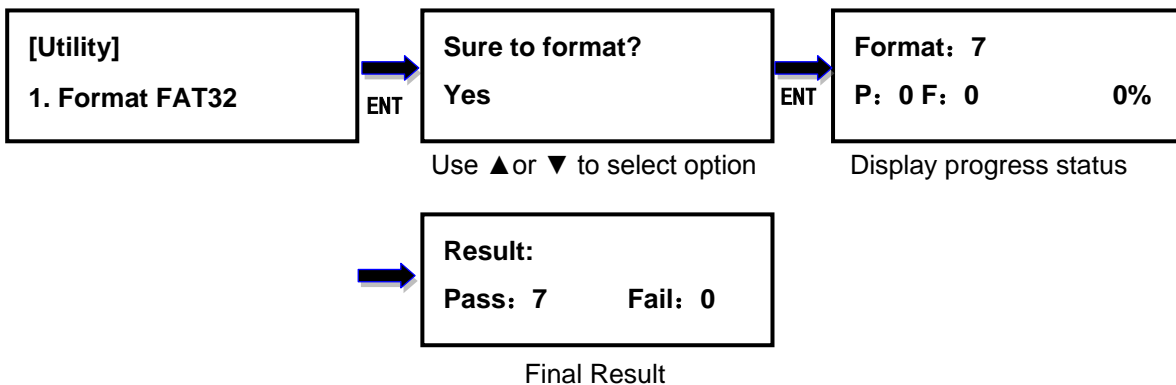 [Utility]
1. Format FAT32
ENT
Sure to format?
Yes
Use ▲or ▼ to select option
ENT
Format：7
P：0 F：0 0%
Display progress status
Result:
Pass：7 Fail：0
Final Result